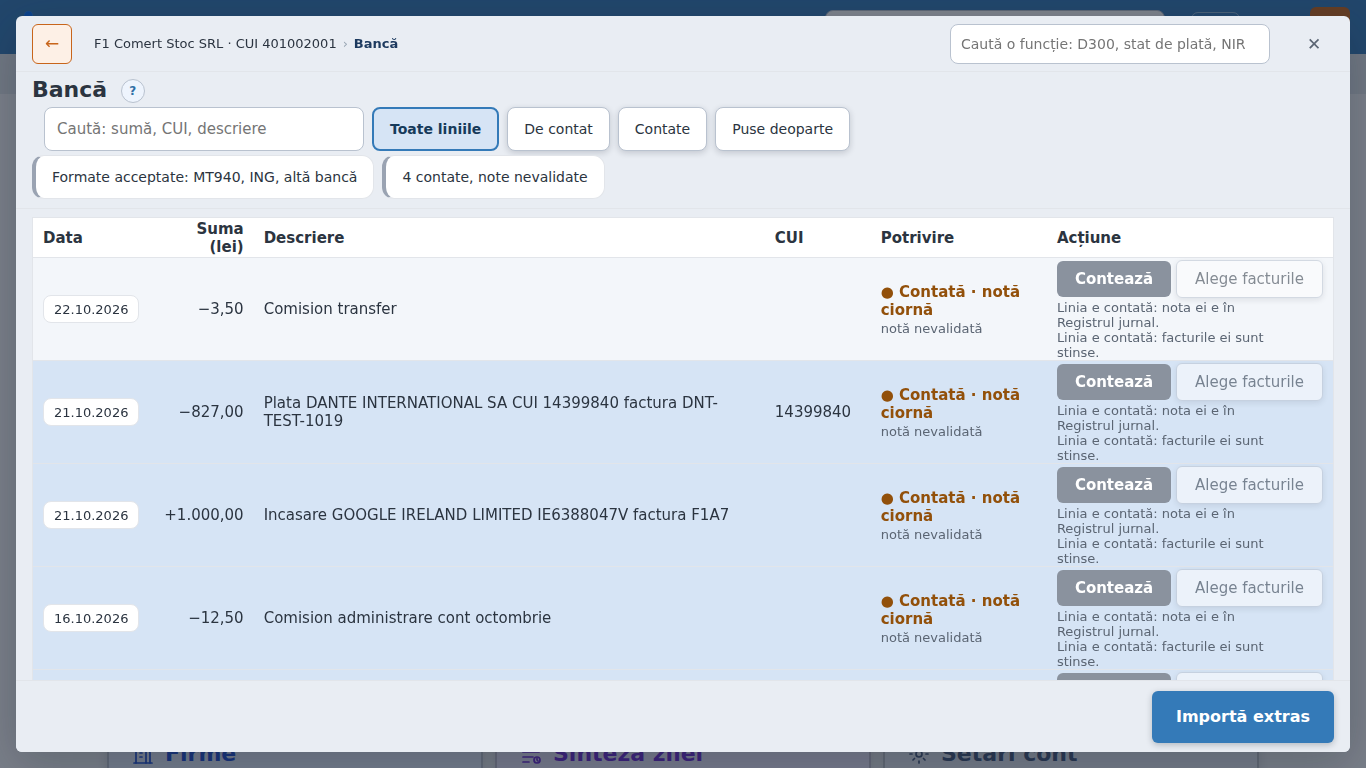 ←
F1 Comert Stoc SRL · CUI 401002001 › Bancă
Caută o funcție: D300, stat de plată, NIR
✕
Bancă ?
Caută: sumă, CUI, descriere
Toate liniile
De contat
Contate
Puse deoparte
Formate acceptate: MT940, ING, altă bancă
4 contate, note nevalidate
Data
Suma
(lei)
Descriere
CUI
Potrivire
Acțiune
22.10.2026
−3,50
Comision transfer
● Contată · notă
ciornă
notă nevalidată
Contează
Alege facturile
Linia e contată: nota ei e în
Registrul jurnal.
Linia e contată: facturile ei sunt
stinse.
21.10.2026
−827,00
Plata DANTE INTERNATIONAL SA CUI 14399840 factura DNT-
TEST-1019
14399840
● Contată · notă
ciornă
notă nevalidată
Contează
Alege facturile
Linia e contată: nota ei e în
Registrul jurnal.
Linia e contată: facturile ei sunt
stinse.
21.10.2026
+1.000,00
Incasare GOOGLE IRELAND LIMITED IE6388047V factura F1A7
● Contată · notă
ciornă
notă nevalidată
Contează
Alege facturile
Linia e contată: nota ei e în
Registrul jurnal.
Linia e contată: facturile ei sunt
stinse.
16.10.2026
−12,50
Comision administrare cont octombrie
● Contată · notă
ciornă
notă nevalidată
Contează
Alege facturile
Linia e contată: nota ei e în
Registrul jurnal.
Linia e contată: facturile ei sunt
stinse.
Importă extras
Firme
Sinteza zilei
Setări cont